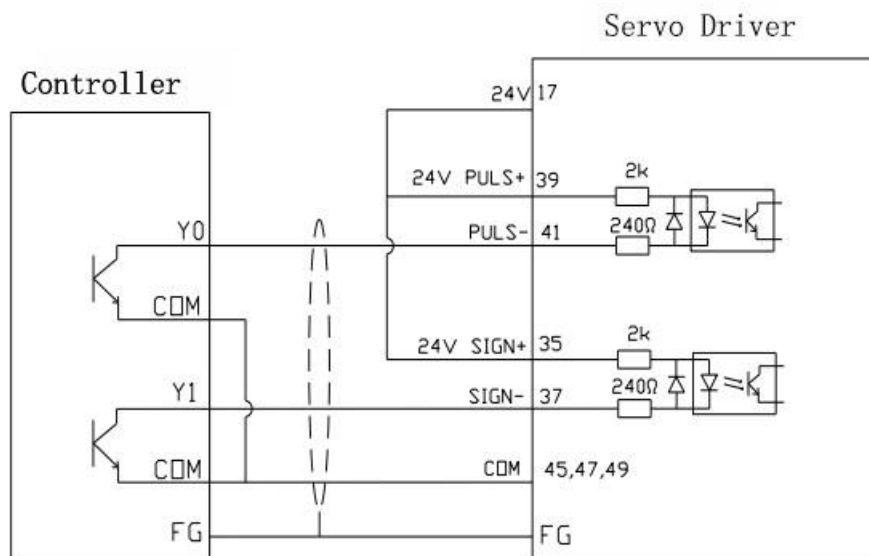 Servo Driver
Controller
24V 17
24V PULS+ 39 2k
Y0 PULS- 41 240Ω
COM
24V SIGN+ 35 2k
Y1 SIGN- 37 240Ω
COM COM 45,47,49
FG FG